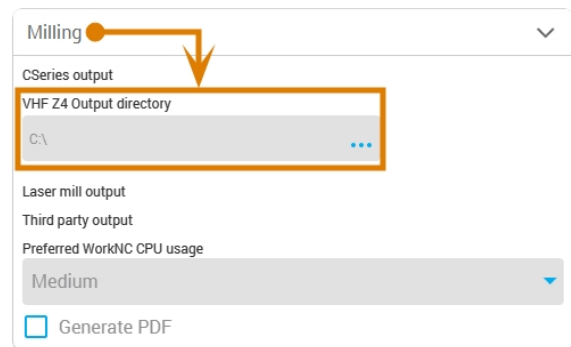 Milling
CSeries output
VHF Z4 Output directory
C:\
...
Laser mill output
Third party output
Preferred WorkNC CPU usage
Medium
Generate PDF